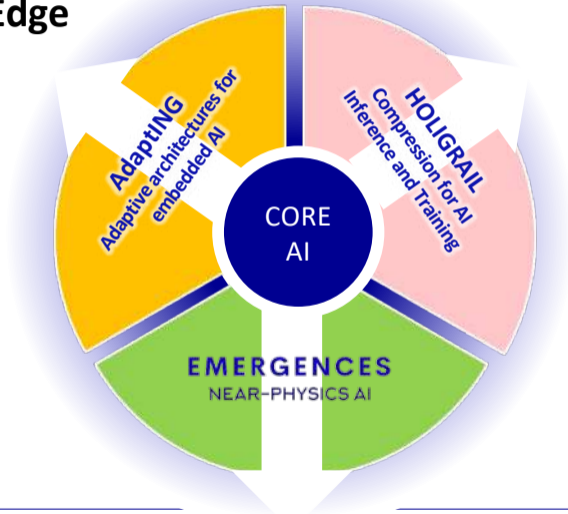 Edge
AdaptING
Adaptive architectures for
embedded AI
HOLIGRAIL
Compression for AI
Inference and Training
CORE
AI
EMERGENCES
NEAR-PHYSICS AI